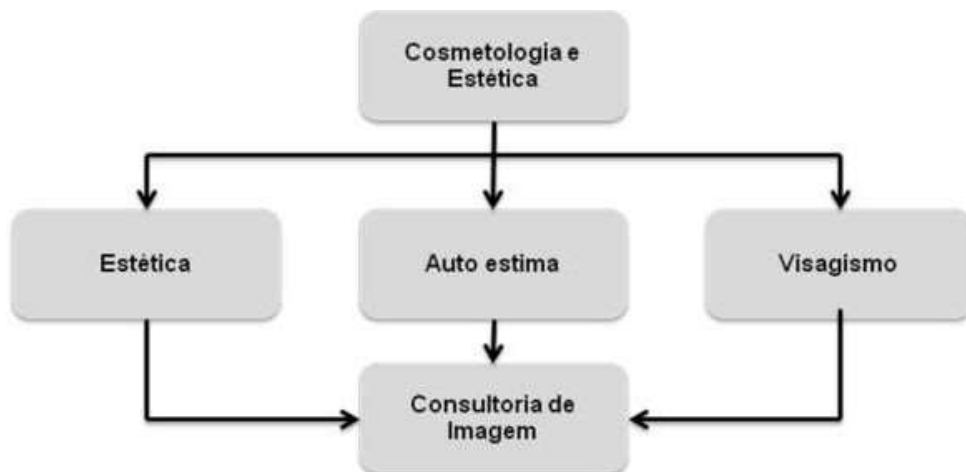 Cosmetologia e
Estética
Estética
Auto estima
Visagismo
Consultoria de
Imagem